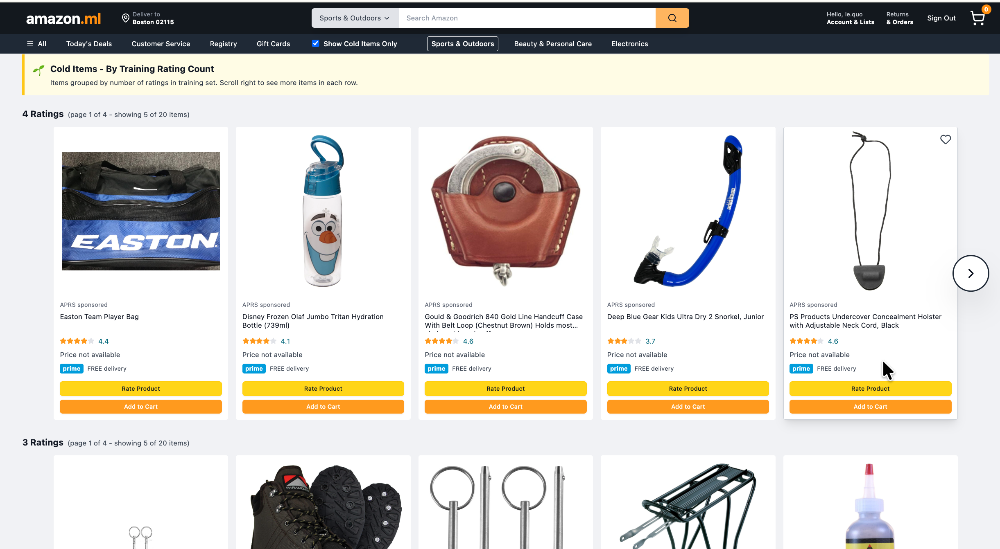 amazon.ml
Deliver to
Boston 02115
Sports & Outdoors
Search Amazon
Hello, le.quo
Account & Lists
Returns
& Orders
Sign Out
0
All
Today's Deals
Customer Service
Registry
Gift Cards
Show Cold Items Only
Sports & Outdoors
Beauty & Personal Care
Electronics
Cold Items - By Training Rating Count
Items grouped by number of ratings in training set. Scroll right to see more items in each row.
4 Ratings (page 1 of 4 - showing 5 of 20 items)
EASTON
APRS sponsored
Easton Team Player Bag
4.4
Price not available
prime FREE delivery
Rate Product
Add to Cart
APRS sponsored
Disney Frozen Olaf Jumbo Tritan Hydration
Bottle (739ml)
4.1
Price not available
prime FREE delivery
Rate Product
Add to Cart
APRS sponsored
Gould & Goodrich 840 Gold Line Handcuff Case
With Belt Loop (Chestnut Brown) Holds most...
4.6
Price not available
prime FREE delivery
Rate Product
Add to Cart
APRS sponsored
Deep Blue Gear Kids Ultra Dry 2 Snorkel, Junior
3.7
Price not available
prime FREE delivery
Rate Product
Add to Cart
APRS sponsored
PS Products Undercover Concealment Holster
with Adjustable Neck Cord, Black
4.6
Price not available
prime FREE delivery
Rate Product
Add to Cart
3 Ratings (page 1 of 4 - showing 5 of 20 items)
PARAMOUNT